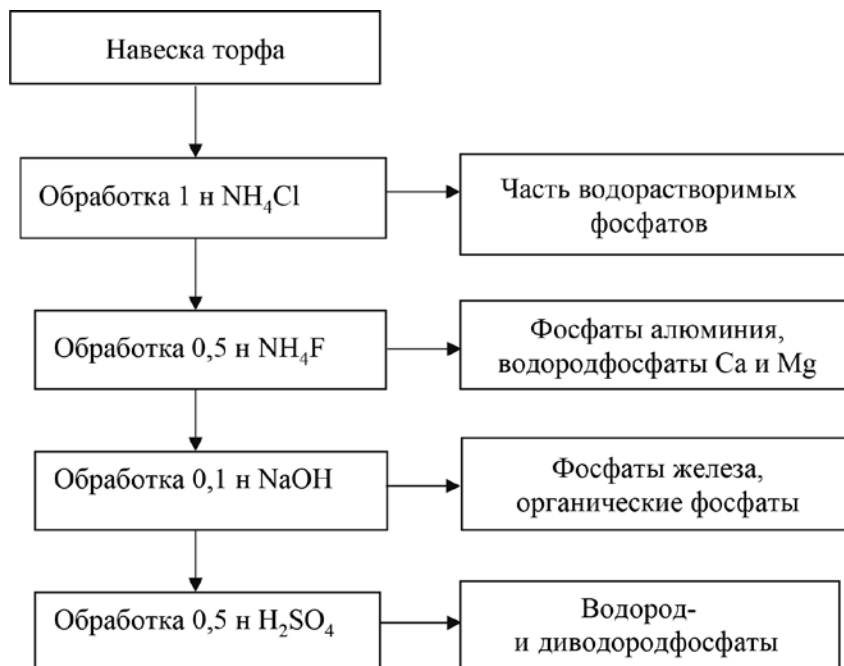 Навеска торфа
Обработка 1 н NH₄Cl
Часть водорастворимых
фосфатов
Обработка 0,5 н NH₄F
Фосфаты алюминия,
водородфосфаты Ca и Mg
Обработка 0,1 н NaOH
Фосфаты железа,
органические фосфаты
Обработка 0,5 н H₂SO₄
Водород-
и диводородфосфаты